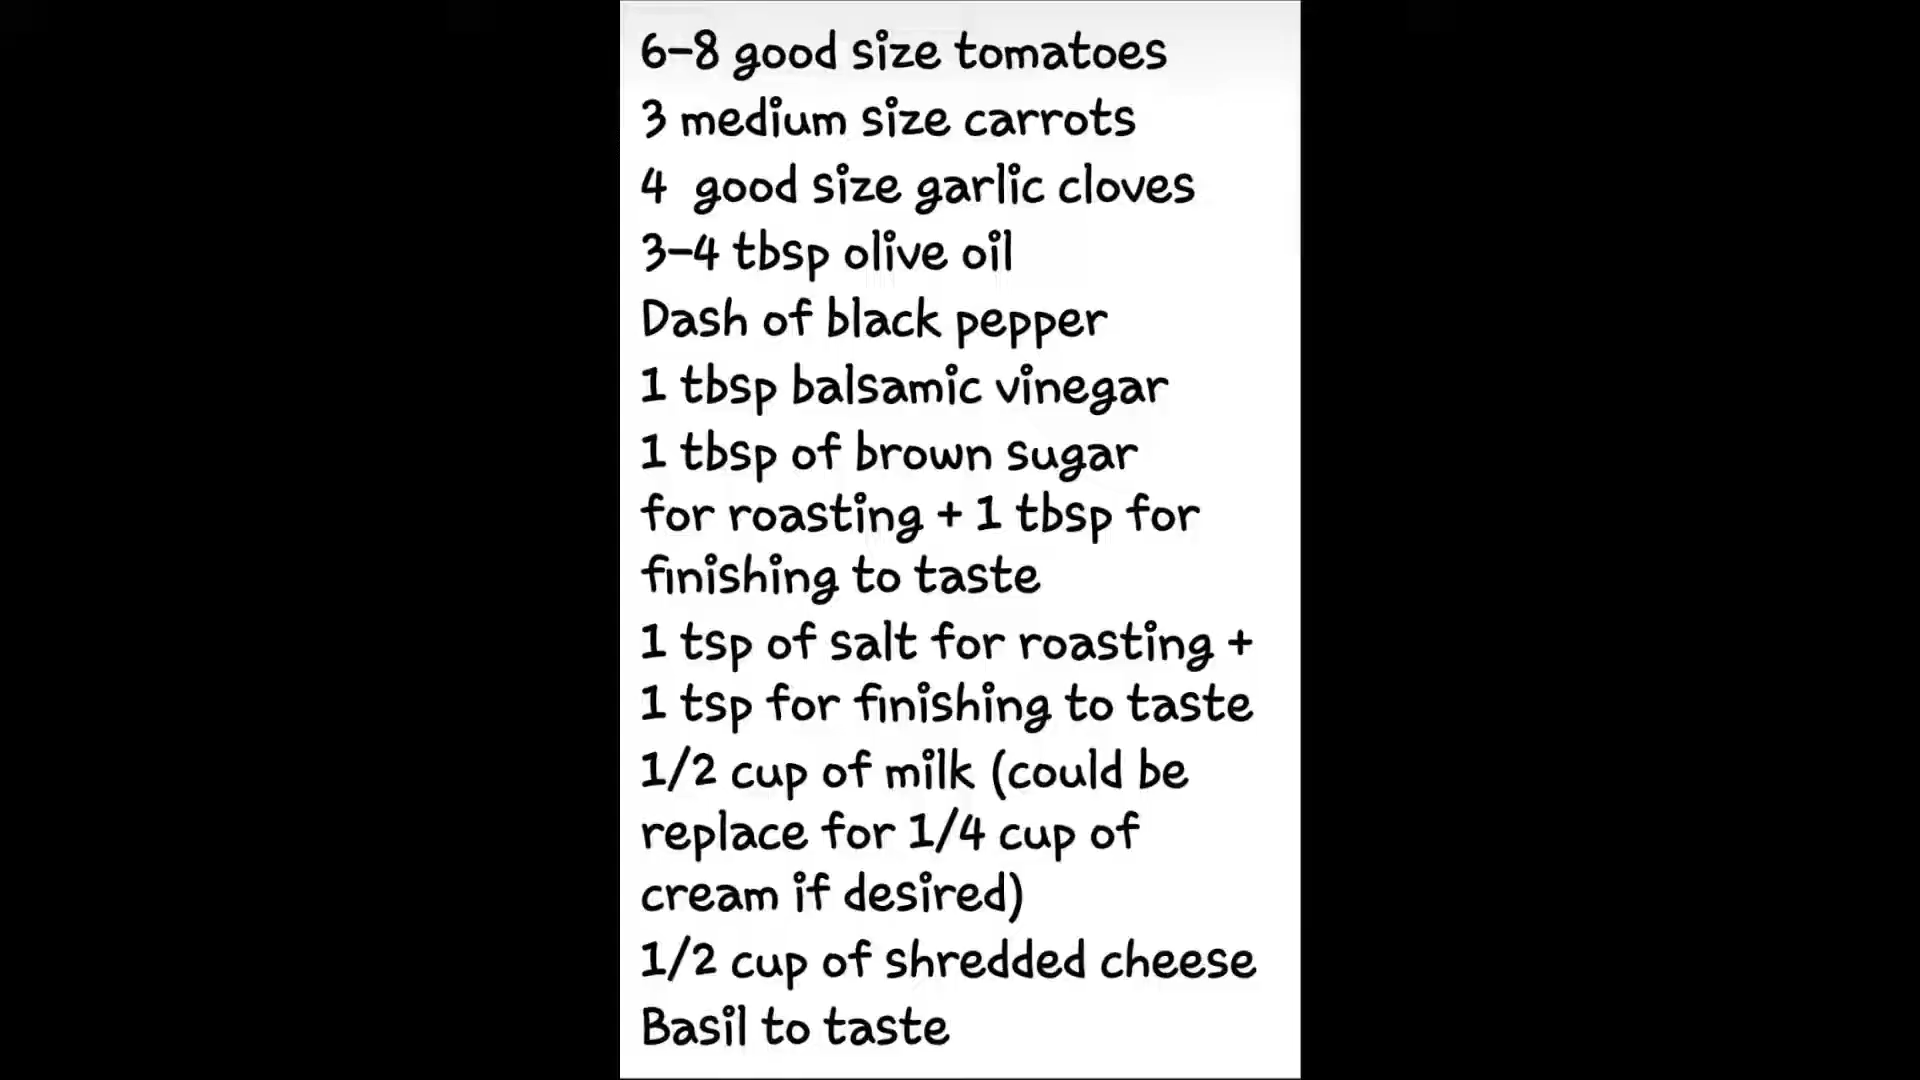 6-8 good size tomatoes
3 medium size carrots
4 good size garlic cloves
3-4 tbsp olive oil
Dash of black pepper
1 tbsp balsamic vinegar
1 tbsp of brown sugar
for roasting + 1 tbsp for
finishing to taste
1 tsp of salt for roasting +
1 tsp for finishing to taste
1/2 cup of milk (could be
replace for 1/4 cup of
cream if desired)
1/2 cup of shredded cheese
Basil to taste